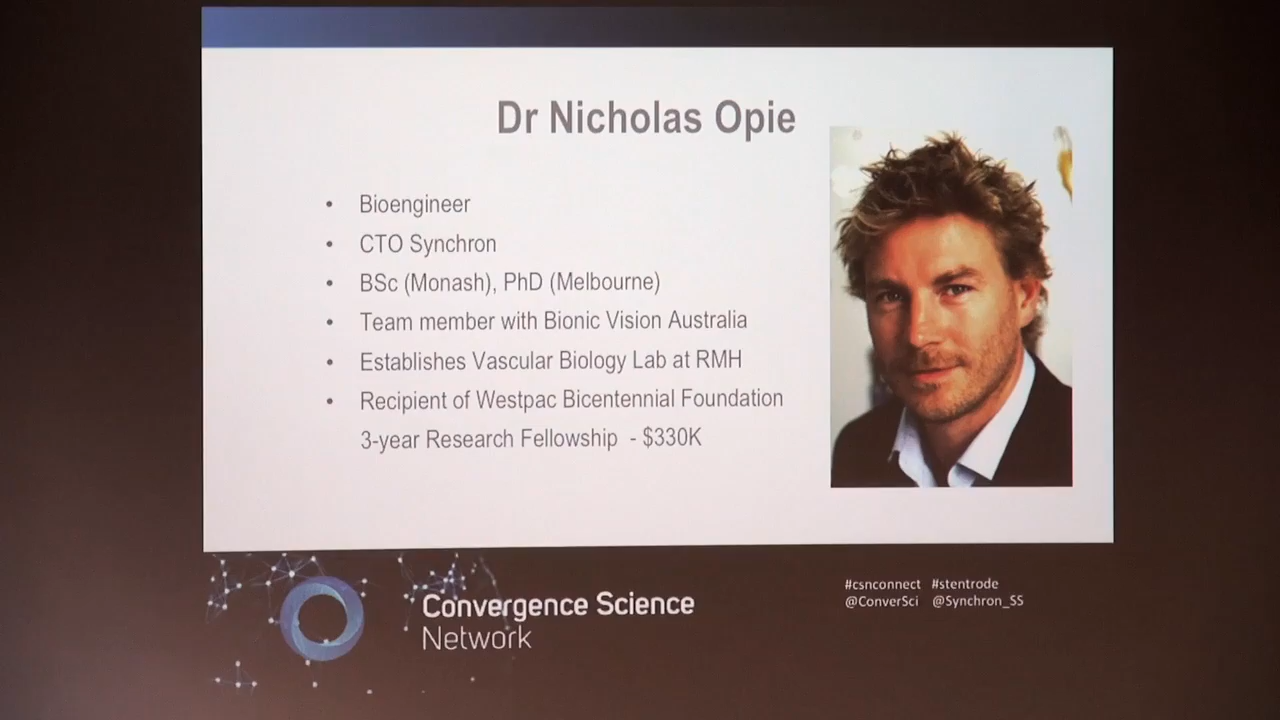 Dr Nicholas Opie
• Bioengineer
• CTO Synchron
• BSc (Monash), PhD (Melbourne)
• Team member with Bionic Vision Australia
• Establishes Vascular Biology Lab at RMH
• Recipient of Westpac Bicentennial Foundation
3-year Research Fellowship - $330K
Convergence Science
Network
#csnconnect #stentrode
@ConverSci @Synchron_SS